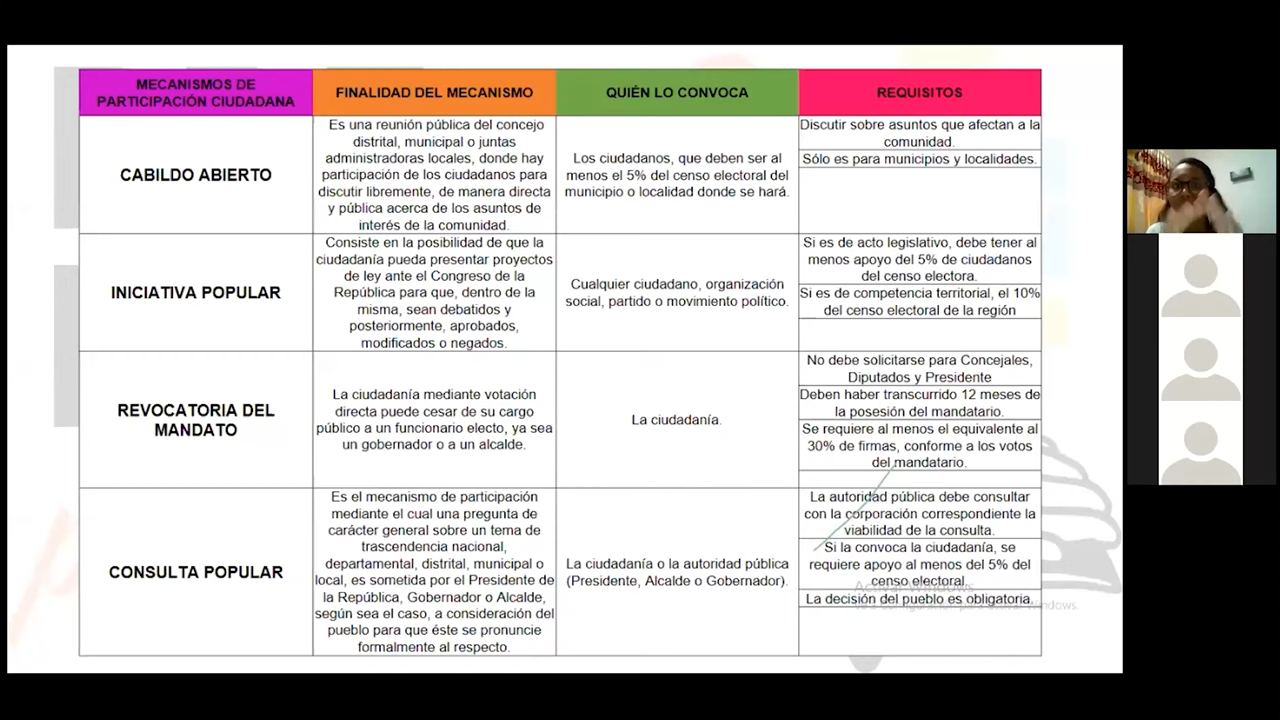 MECANISMOS DE
PARTICIPACIÓN CIUDADANA
FINALIDAD DEL MECANISMO
QUIÉN LO CONVOCA
REQUISITOS
CABILDO ABIERTO
Es una reunión pública del concejo
distrital, municipal o juntas
administradoras locales, donde hay
participación de los ciudadanos para
discutir libremente, de manera directa
y pública acerca de los asuntos de
interés de la comunidad.
Los ciudadanos, que deben ser al
menos el 5% del censo electoral del
municipio o localidad donde se hará.
Discutir sobre asuntos que afectan a la
comunidad.
Sólo es para municipios y localidades.
INICIATIVA POPULAR
Consiste en la posibilidad de que la
ciudadanía pueda presentar proyectos
de ley ante el Congreso de la
República para que, dentro de la
misma, sean debatidos y
posteriormente, aprobados,
modificados o negados.
Cualquier ciudadano, organización
social, partido o movimiento político.
Si es de acto legislativo, debe tener al
menos apoyo del 5% de ciudadanos
del censo electora.
Si es de competencia territorial, el 10%
del censo electoral de la región
REVOCATORIA DEL
MANDATO
La ciudadanía mediante votación
directa puede cesar de su cargo
público a un funcionario electo, ya sea
un gobernador o a un alcalde.
La ciudadanía.
No debe solicitarse para Concejales,
Diputados y Presidente
Deben haber transcurrido 12 meses de
la posesión del mandatario.
Se requiere al menos el equivalente al
30% de firmas, conforme a los votos
del mandatario.
CONSULTA POPULAR
Es el mecanismo de participación
mediante el cual una pregunta de
carácter general sobre un tema de
trascendencia nacional,
departamental, distrital, municipal o
local, es sometida por el Presidente de
la República, Gobernador o Alcalde,
según sea el caso, a consideración del
pueblo para que éste se pronuncie
formalmente al respecto.
La ciudadanía o la autoridad pública
(Presidente, Alcalde o Gobernador).
La autoridad pública debe consultar
con la corporación correspondiente la
viabilidad de la consulta.
Si la convoca la ciudadanía, se
requiere apoyo al menos del 5% del
censo electoral.
La decisión del pueblo es obligatoria.
Activar Windows
Windows.